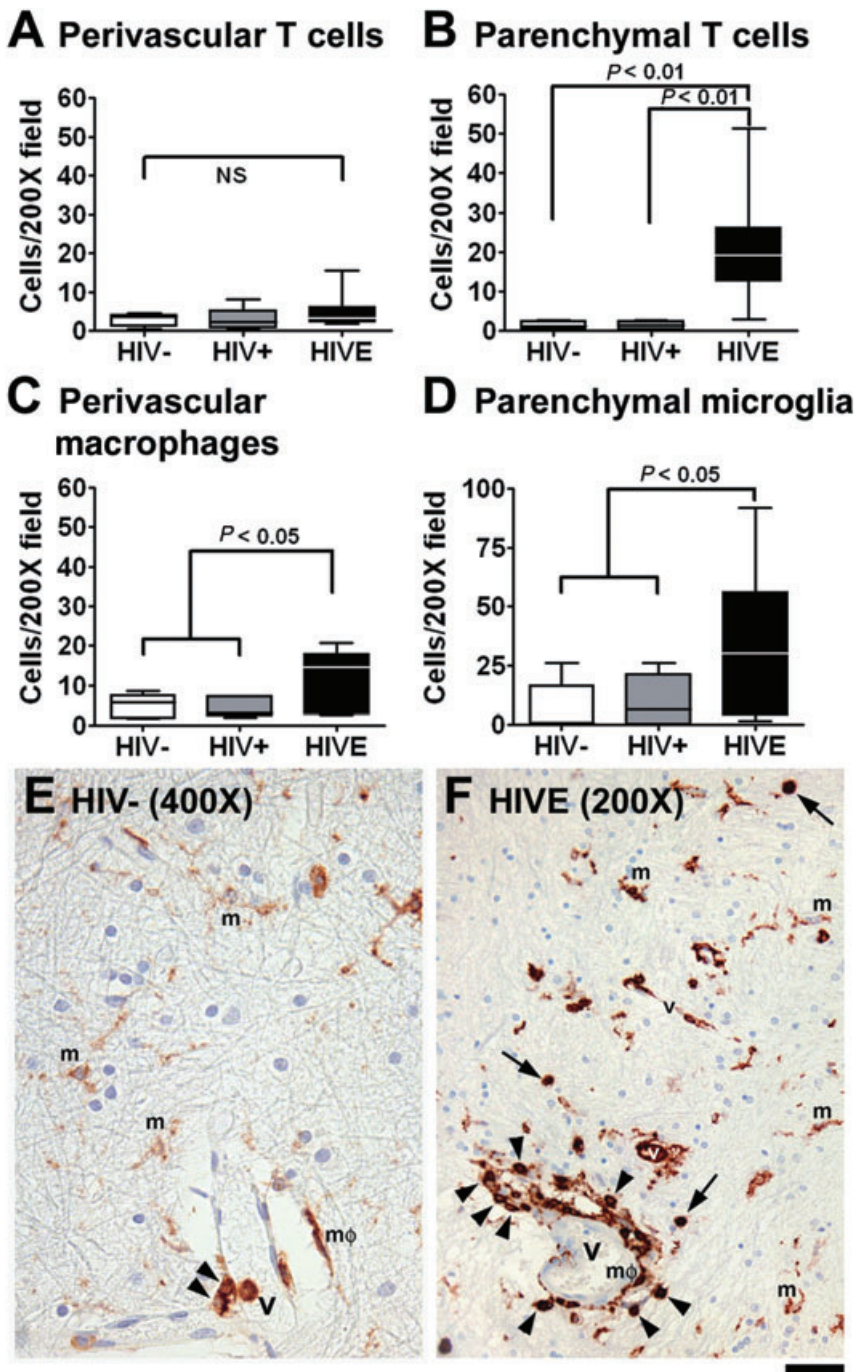 A Perivascular T cells
Cells/200X field
60
50
40
30
20
10
0
NS
HIV- HIV+ HIVE
B Parenchymal T cells
Cells/200X field
60
50
40
30
20
10
0
P < 0.01
P < 0.01
HIV- HIV+ HIVE
C Perivascular
macrophages
Cells/200X field
60
50
40
30
20
10
0
P < 0.05
HIV- HIV+ HIVE
D Parenchymal microglia
Cells/200X field
100
75
50
25
0
P < 0.05
HIV- HIV+ HIVE
E HIV- (400X)
m
m
m
mϕ
V
F HIVE (200X)
m
m
v
m
v
V
mϕ
m